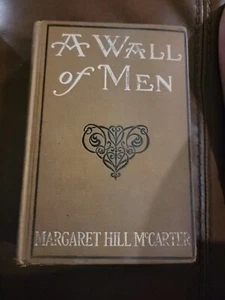 A WALL
of MEN
MARGARET HILL McCARTER